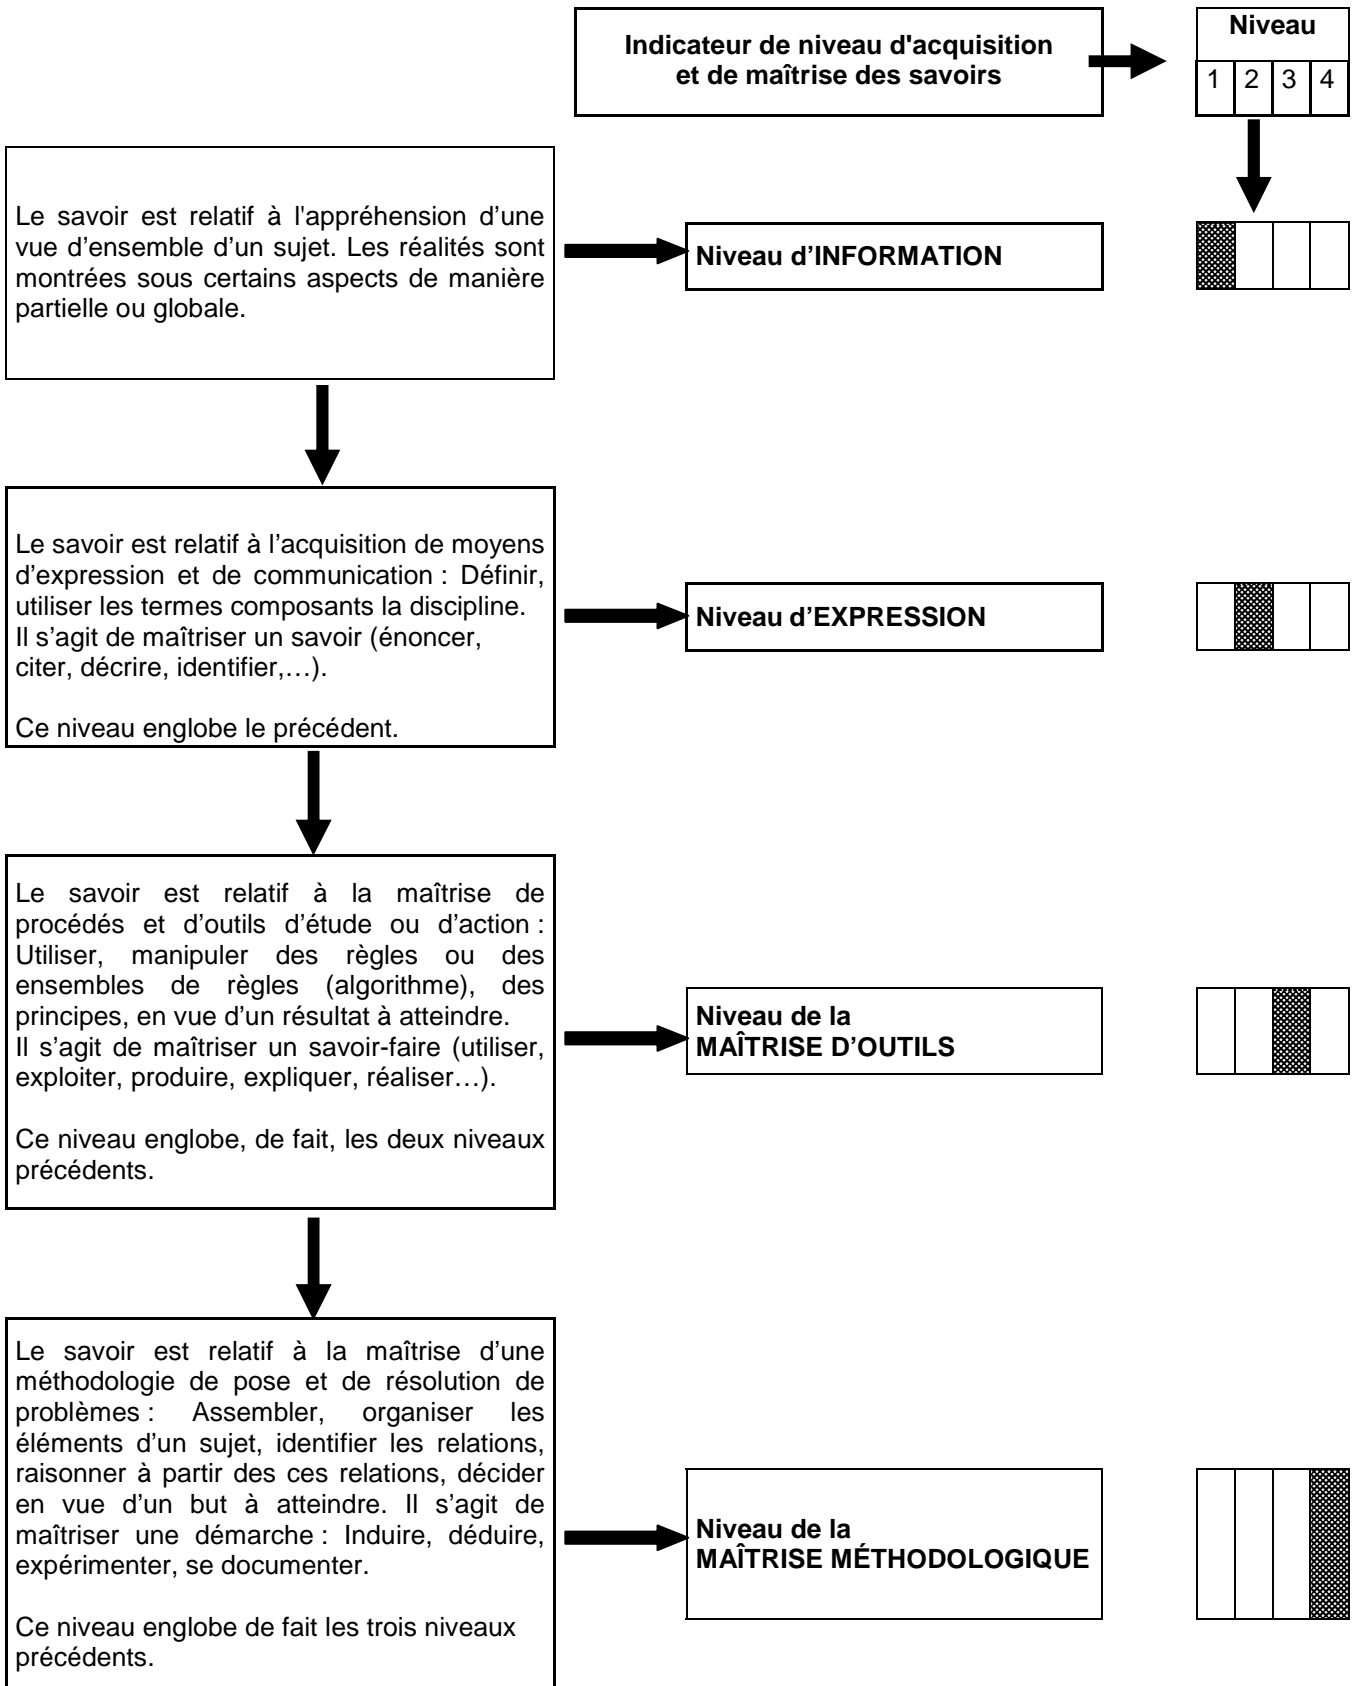 Indicateur de niveau d'acquisition
et de maîtrise des savoirs
Niveau
1 2 3 4
Le savoir est relatif à l'appréhension d’une
vue d’ensemble d’un sujet. Les réalités sont
montrées sous certains aspects de manière
partielle ou globale.
Niveau d’INFORMATION
Le savoir est relatif à l’acquisition de moyens
d’expression et de communication : Définir,
utiliser les termes composants la discipline.
Il s’agit de maîtriser un savoir (énoncer,
citer, décrire, identifier,…).
Ce niveau englobe le précédent.
Niveau d’EXPRESSION
Le savoir est relatif à la maîtrise de
procédés et d’outils d’étude ou d’action :
Utiliser, manipuler des règles ou des
ensembles de règles (algorithme), des
principes, en vue d’un résultat à atteindre.
Il s’agit de maîtriser un savoir-faire (utiliser,
exploiter, produire, expliquer, réaliser…).
Ce niveau englobe, de fait, les deux niveaux
précédents.
Niveau de la
MAÎTRISE D’OUTILS
Le savoir est relatif à la maîtrise d’une
méthodologie de pose et de résolution de
problèmes : Assembler, organiser les
éléments d’un sujet, identifier les relations,
raisonner à partir des ces relations, décider
en vue d’un but à atteindre. Il s’agit de
maîtriser une démarche : Induire, déduire,
expérimenter, se documenter.
Ce niveau englobe de fait les trois niveaux
précédents.
Niveau de la
MAÎTRISE MÉTHODOLOGIQUE